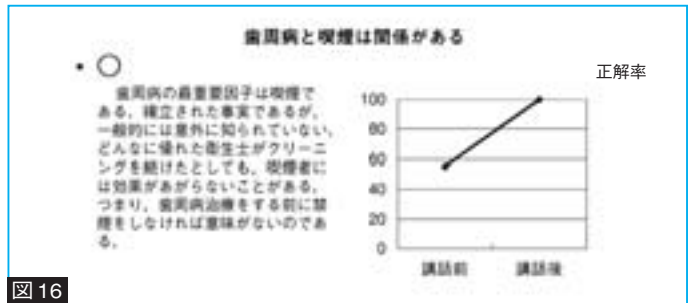 歯周病と喫煙は関係がある
• ○
歯周病の最重要因子は喫煙で
ある。確立された事実であるが、
一般的には意外に知られていない。
どんなに優れた衛生士がクリーニ
ングを続けたとしても、喫煙者に
は効果があがらないことがある。
つまり、歯周病治療をする前に禁
煙をしなければ意味がないのであ
る。
正解率
100
80
60
40
20
0
講話前 講話後
図16